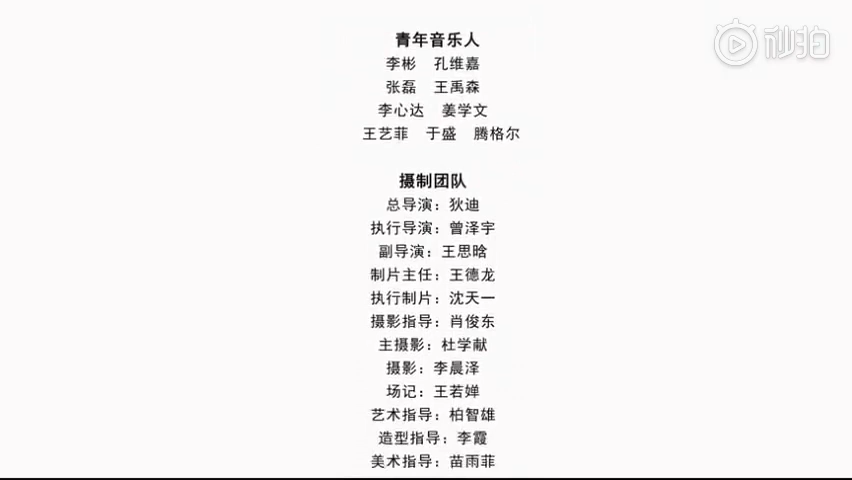 秒拍
青年音乐人
李彬 孔维嘉
张磊 王禹森
李心达 姜学文
王艺菲 于盛 腾格尔
摄制团队
总导演：狄迪
执行导演：曾泽宇
副导演：王思晗
制片主任：王德龙
执行制片：沈天一
摄影指导：肖俊东
主摄影：杜学献
摄影：李晨泽
场记：王若婵
艺术指导：柏智雄
造型指导：李霞
美术指导：苗雨菲